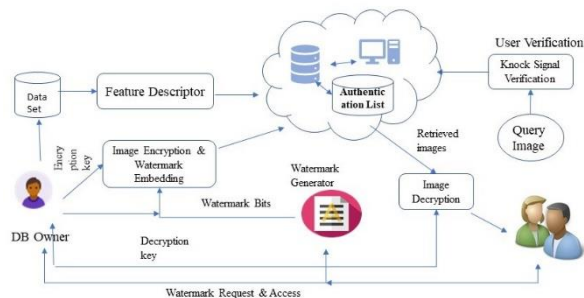 User Verification
Data
Set
Feature Descriptor
Authentic
ation List
Knock Signal
Verification
Query
Image
Encry
ption
key
Image Encryption &
Watermark
Embedding
Retrieved
images
Watermark
Generator
Watermark Bits
Image
Decryption
DB Owner
Decryption
key
Watermark Request & Access